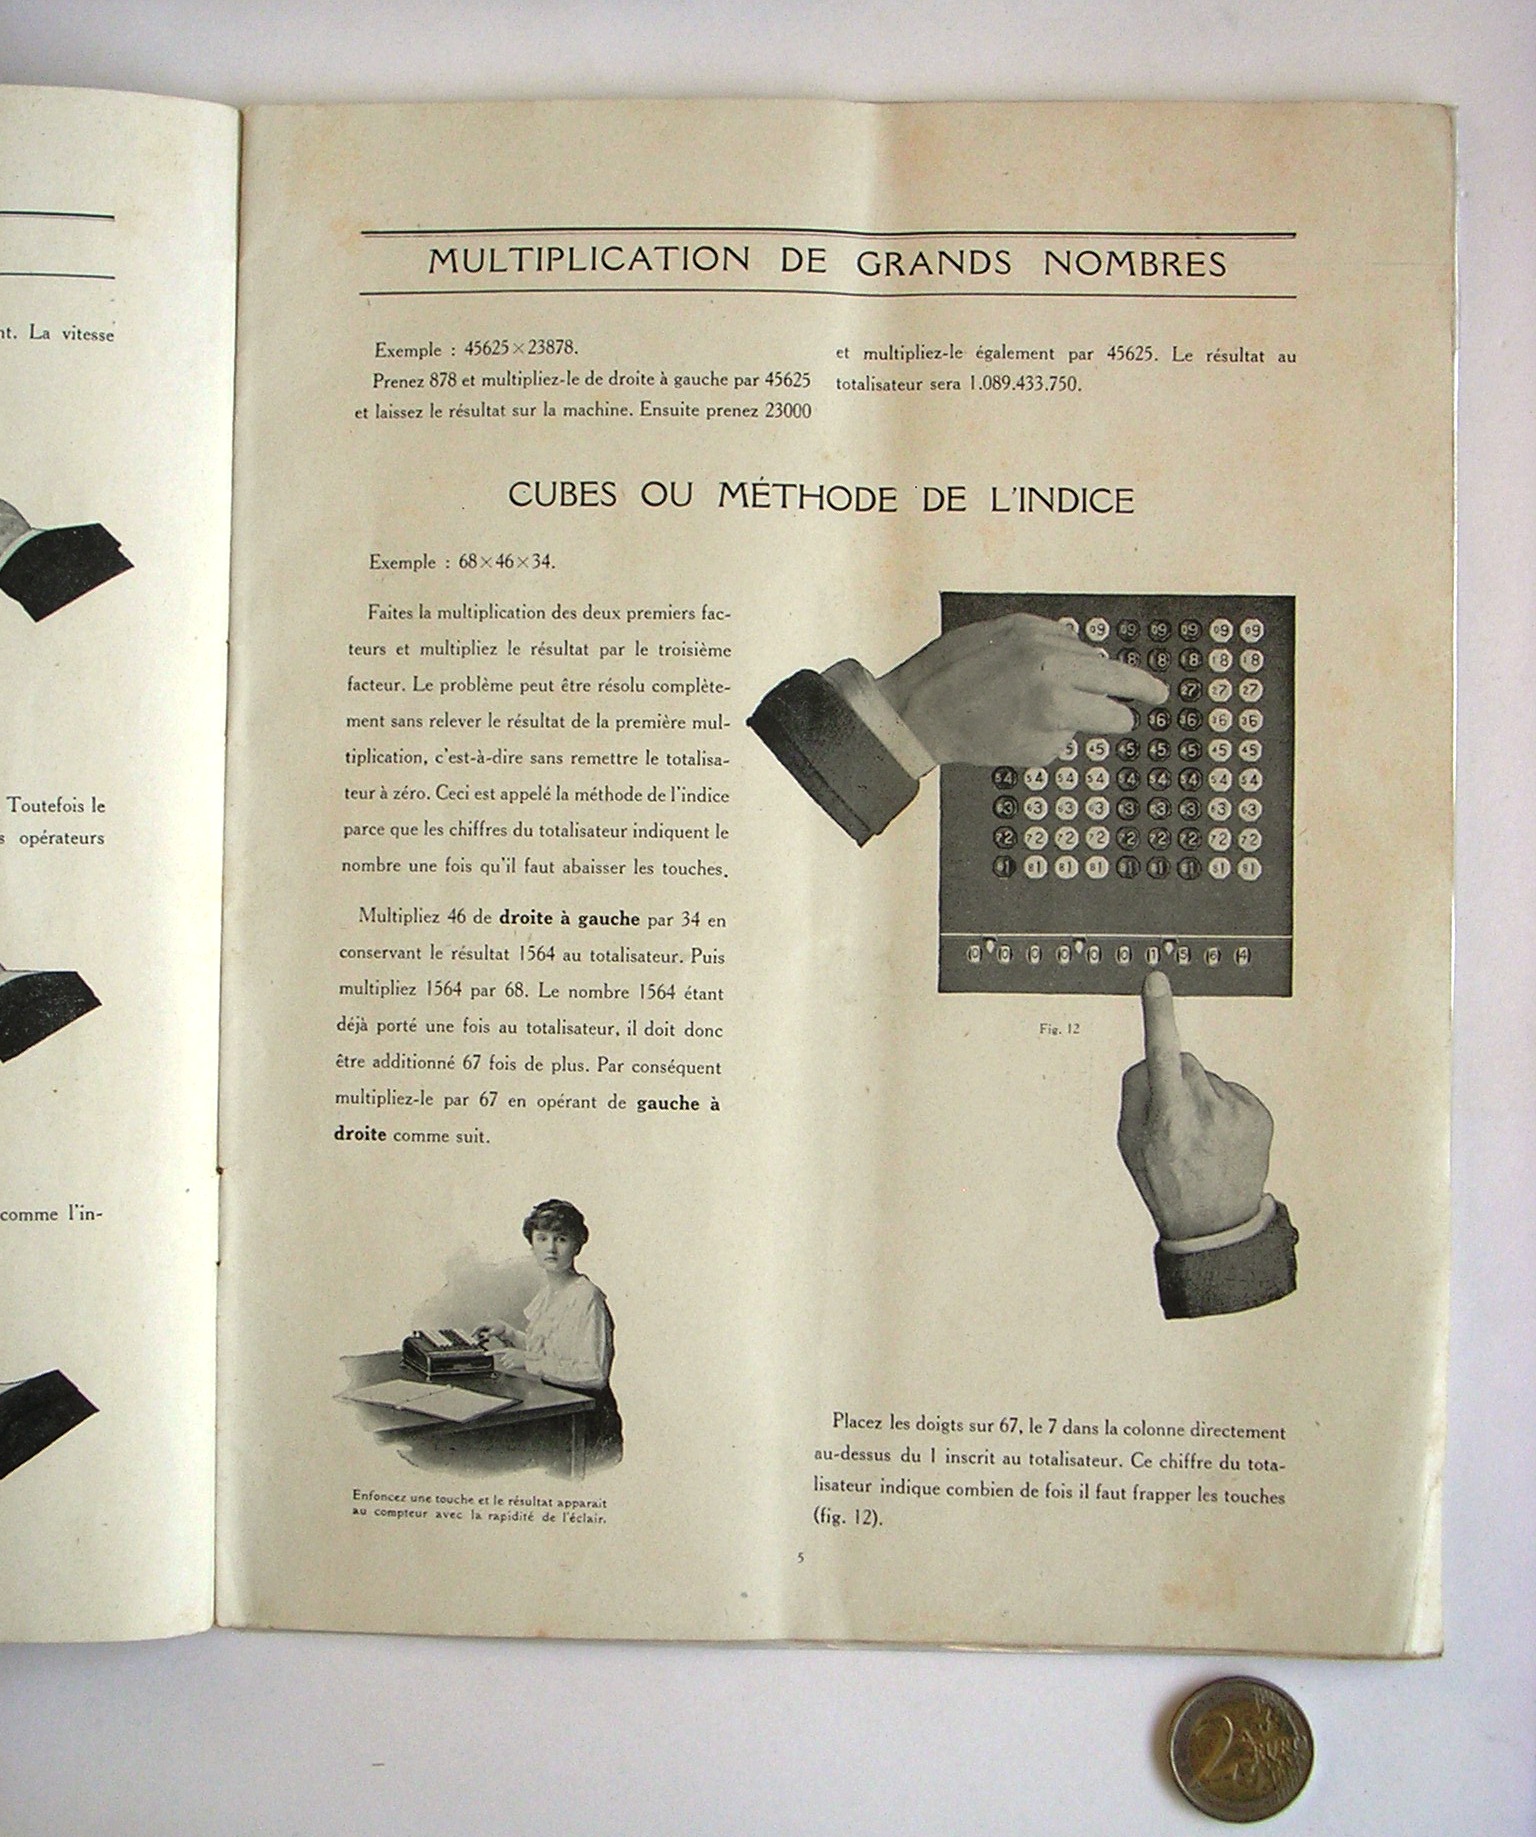 nt. La vitesse
Toutefois le
s opérateurs
comme l'in-
MULTIPLICATION DE GRANDS NOMBRES
Exemple : 45625×23878.
Prenez 878 et multipliez-le de droite à gauche par 45625
et laissez le résultat sur la machine. Ensuite prenez 23000
et multipliez-le également par 45625. Le résultat au
totalisateur sera 1.089.433.750.
CUBES OU MÉTHODE DE L'INDICE
Exemple : 68×46×34.
Faites la multiplication des deux premiers fac-
teurs et multipliez le résultat par le troisième
facteur. Le problème peut être résolu complète-
ment sans relever le résultat de la première mul-
tiplication, c'est-à-dire sans remettre le totalisa-
teur à zéro. Ceci est appelé la méthode de l'indice
parce que les chiffres du totalisateur indiquent le
nombre une fois qu'il faut abaisser les touches.
Multipliez 46 de droite à gauche par 34 en
conservant le résultat 1564 au totalisateur. Puis
multipliez 1564 par 68. Le nombre 1564 étant
déjà porté une fois au totalisateur, il doit donc
être additionné 67 fois de plus. Par conséquent
multipliez-le par 67 en opérant de gauche à
droite comme suit.
Enfoncez une touche et le résultat apparait
au compteur avec la rapidité de l'éclair.
0 0 0 0 0 0 1 5 6 4
Fig. 12
Placez les doigts sur 67, le 7 dans la colonne directement
au-dessus du 1 inscrit au totalisateur. Ce chiffre du tota-
lisateur indique combien de fois il faut frapper les touches
(fig. 12).
5
2 EURO